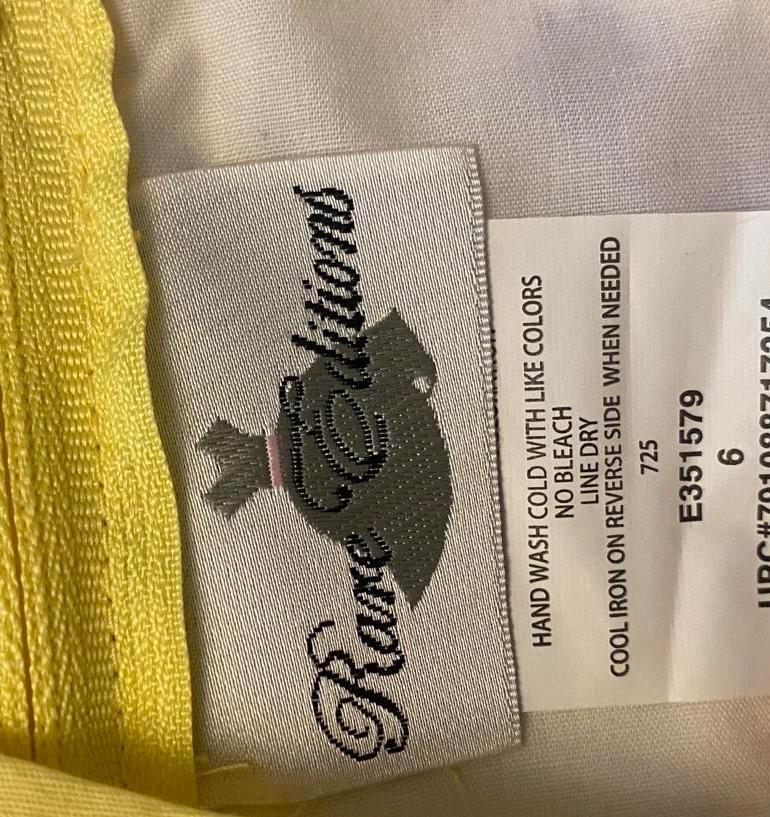 Rare Editions
HAND WASH COLD WITH LIKE COLORS
NO BLEACH
LINE DRY
COOL IRON ON REVERSE SIDE WHEN NEEDED
725
E351579
6